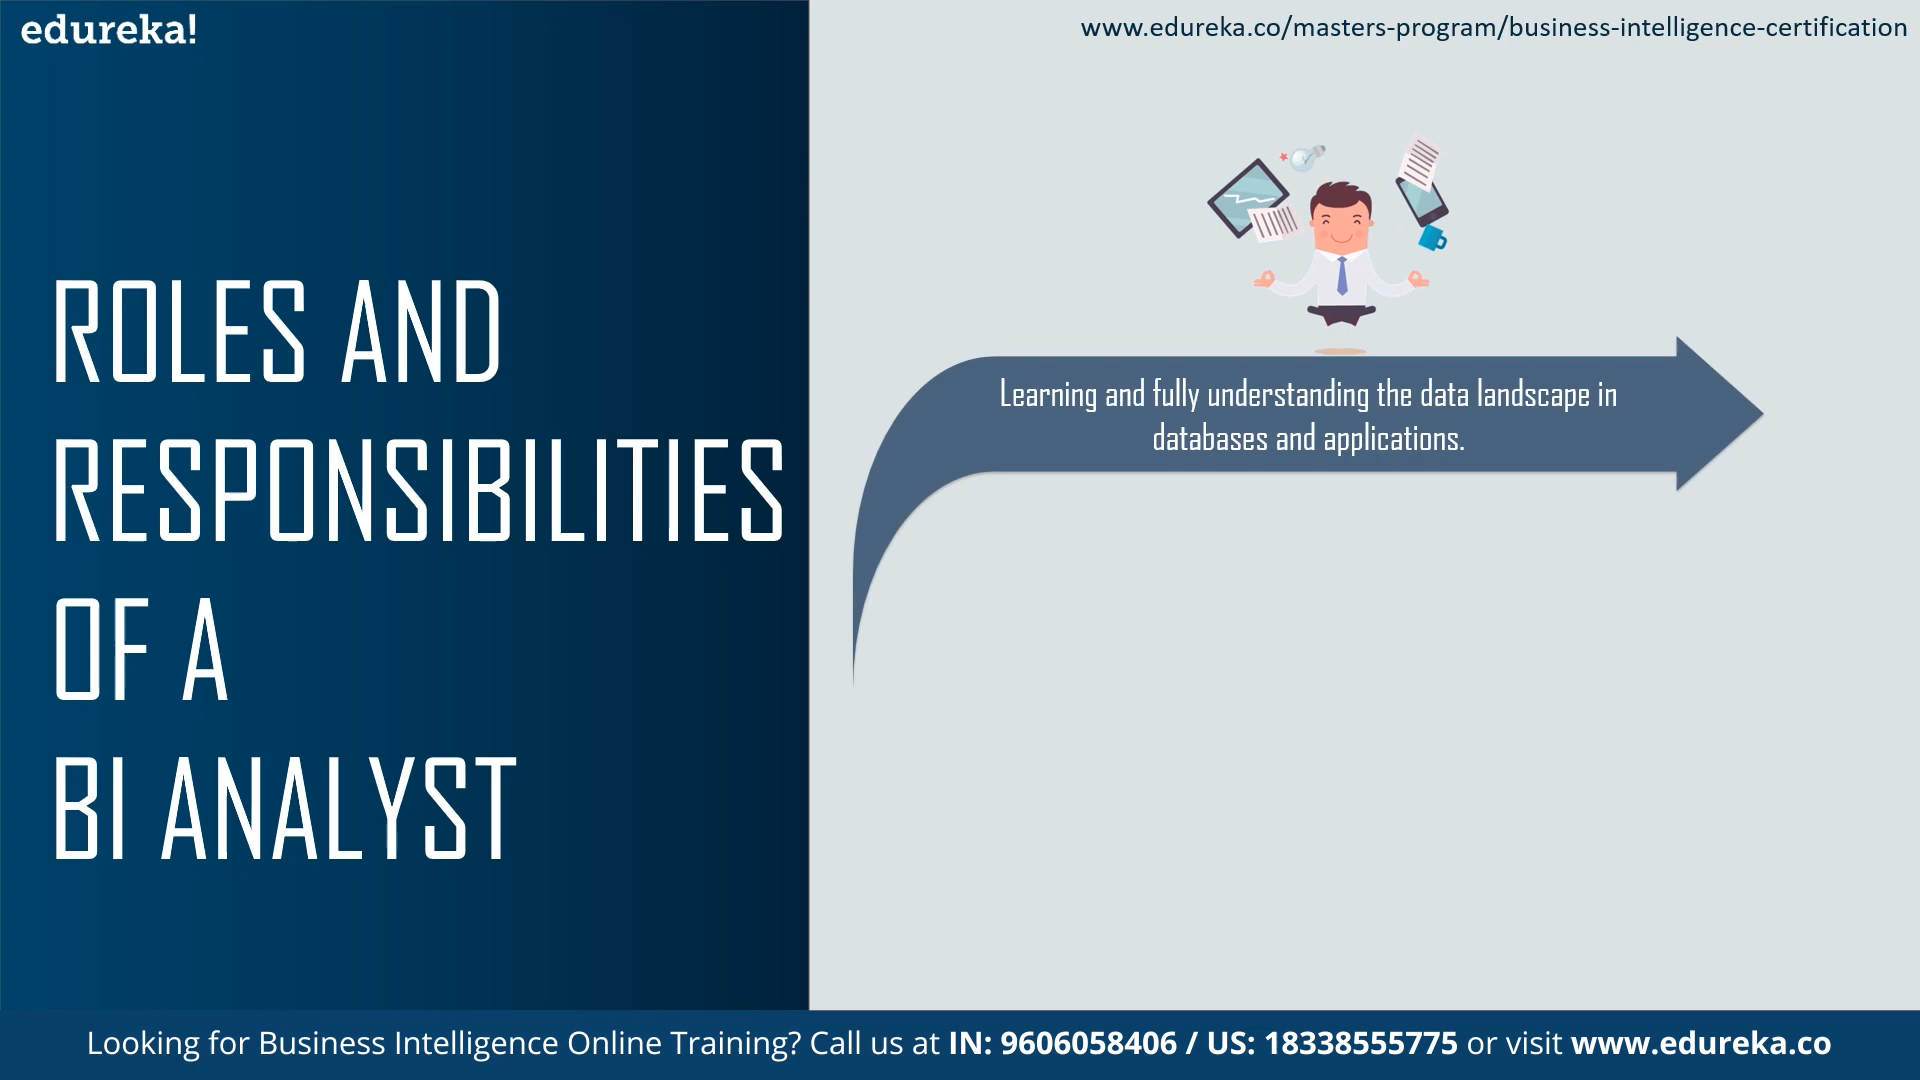 edureka!
www.edureka.co/masters-program/business-intelligence-certification
ROLES AND
RESPONSIBILITIES
OF A
BI ANALYST
Learning and fully understanding the data landscape in
databases and applications.
Looking for Business Intelligence Online Training? Call us at IN: 9606058406 / US: 18338555775 or visit www.edureka.co